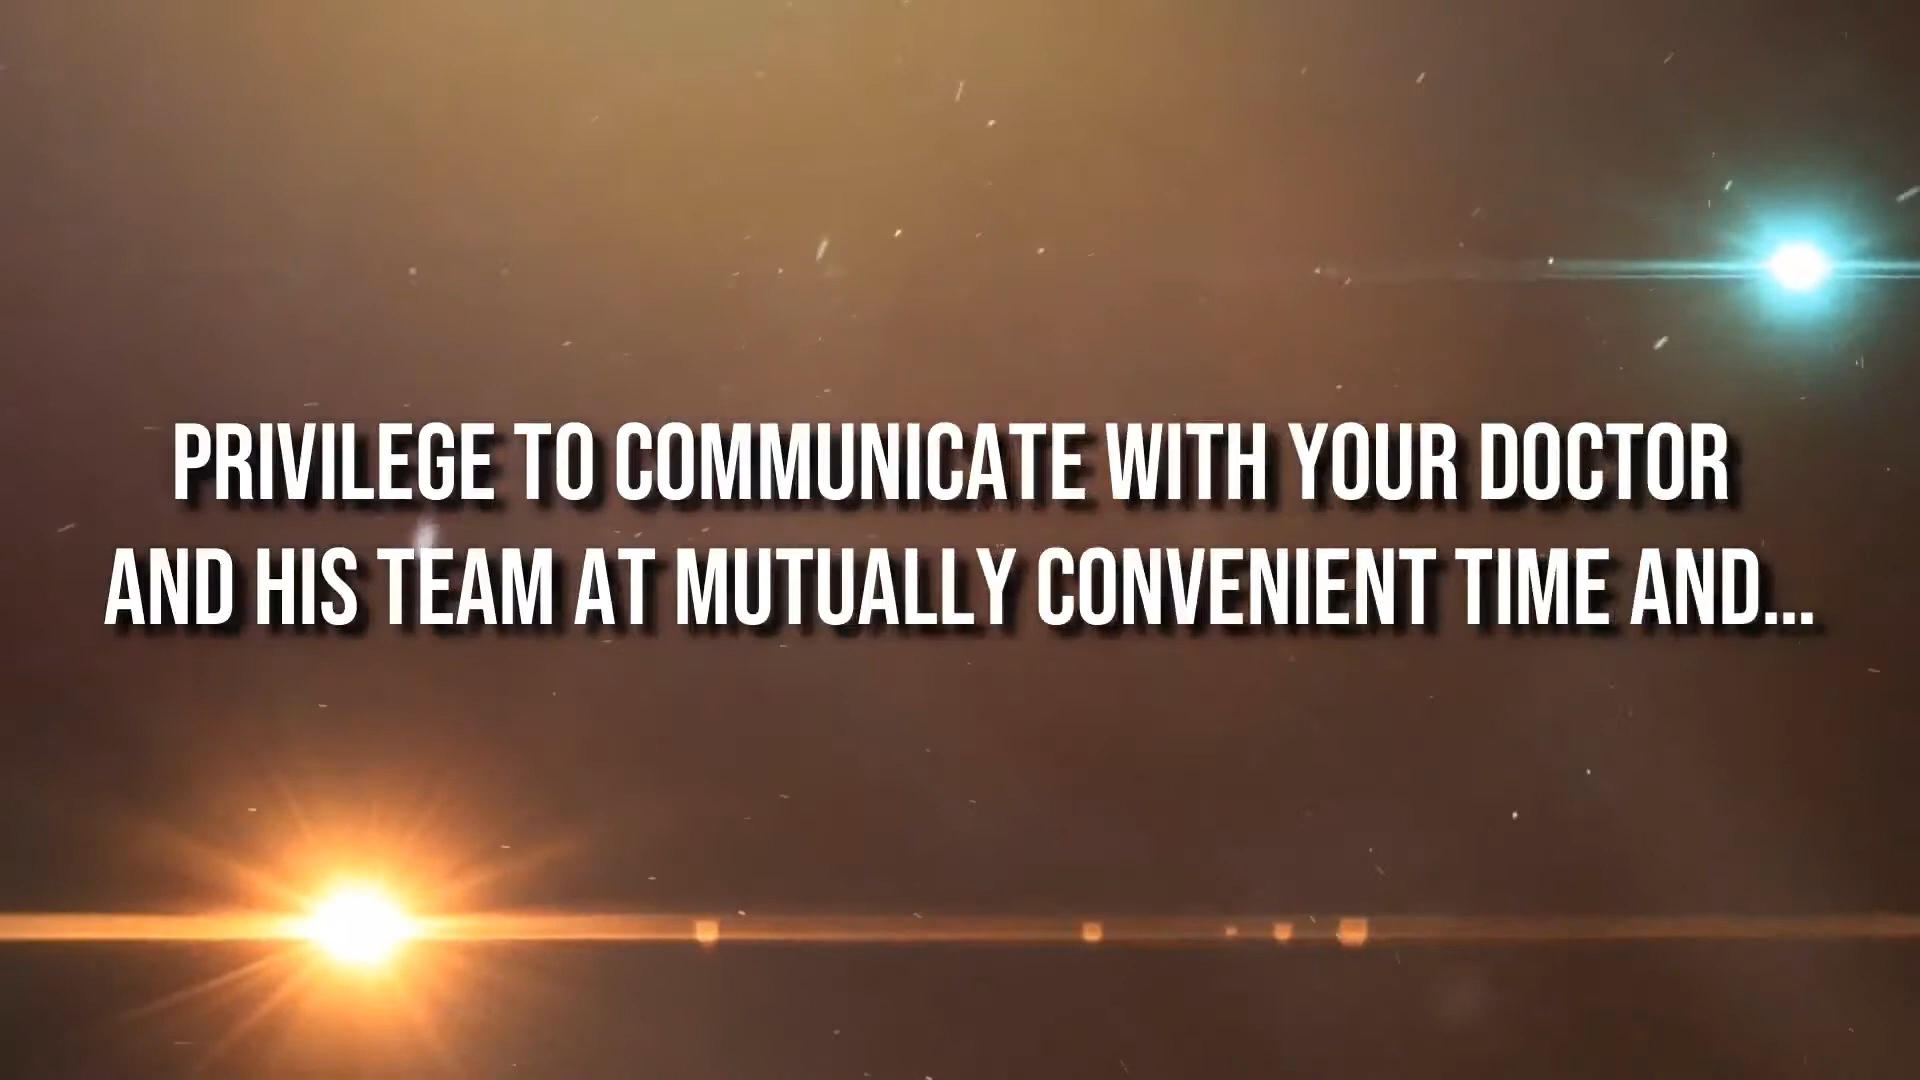 PRIVILEGE TO COMMUNICATE WITH YOUR DOCTOR
AND HIS TEAM AT MUTUALLY CONVENIENT TIME AND...